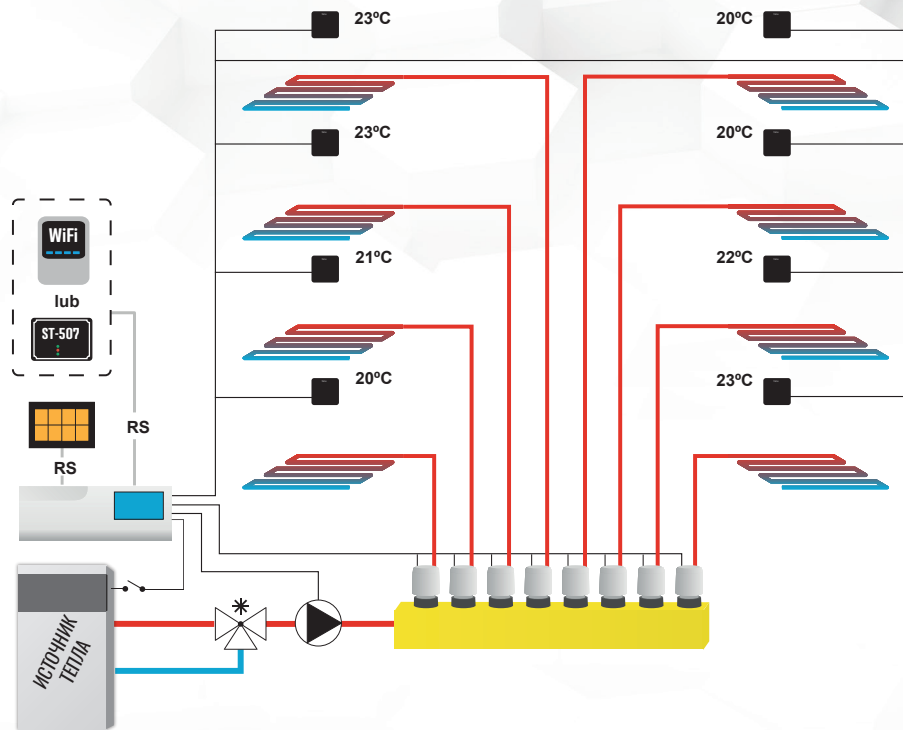 23ºC
20ºC
23ºC
20ºC
WiFi
21ºC
22ºC
lub
ST-507
20ºC
23ºC
RS
RS
ИСТОЧНИК
ТЕПЛА